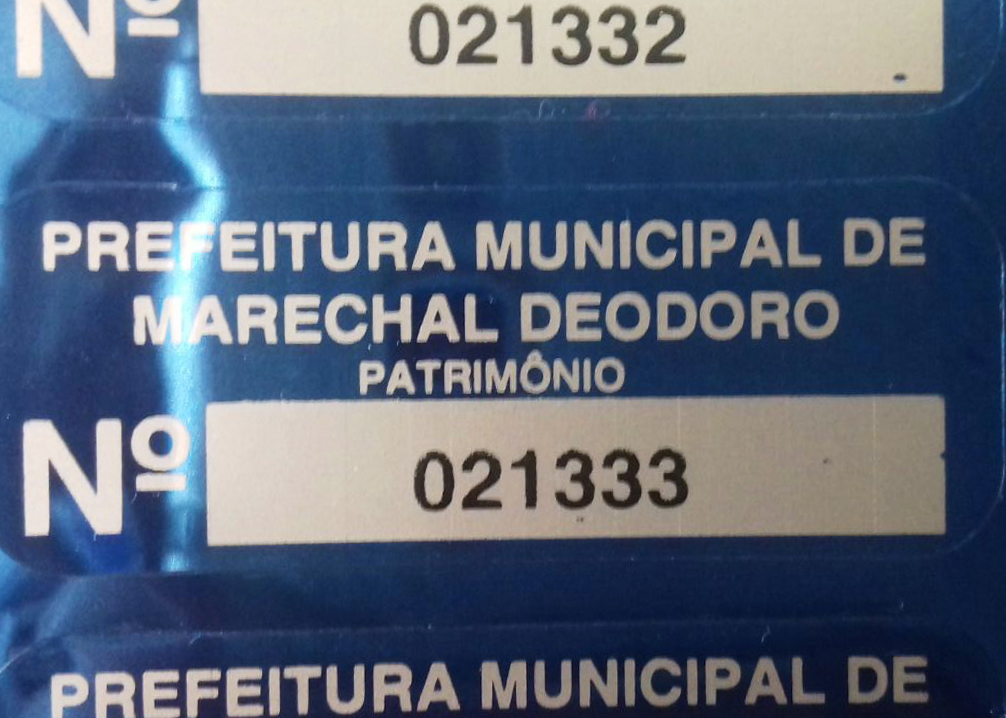 Nº 021332
PREFEITURA MUNICIPAL DE
MARECHAL DEODORO
PATRIMÔNIO
Nº 021333
PREFEITURA MUNICIPAL DE